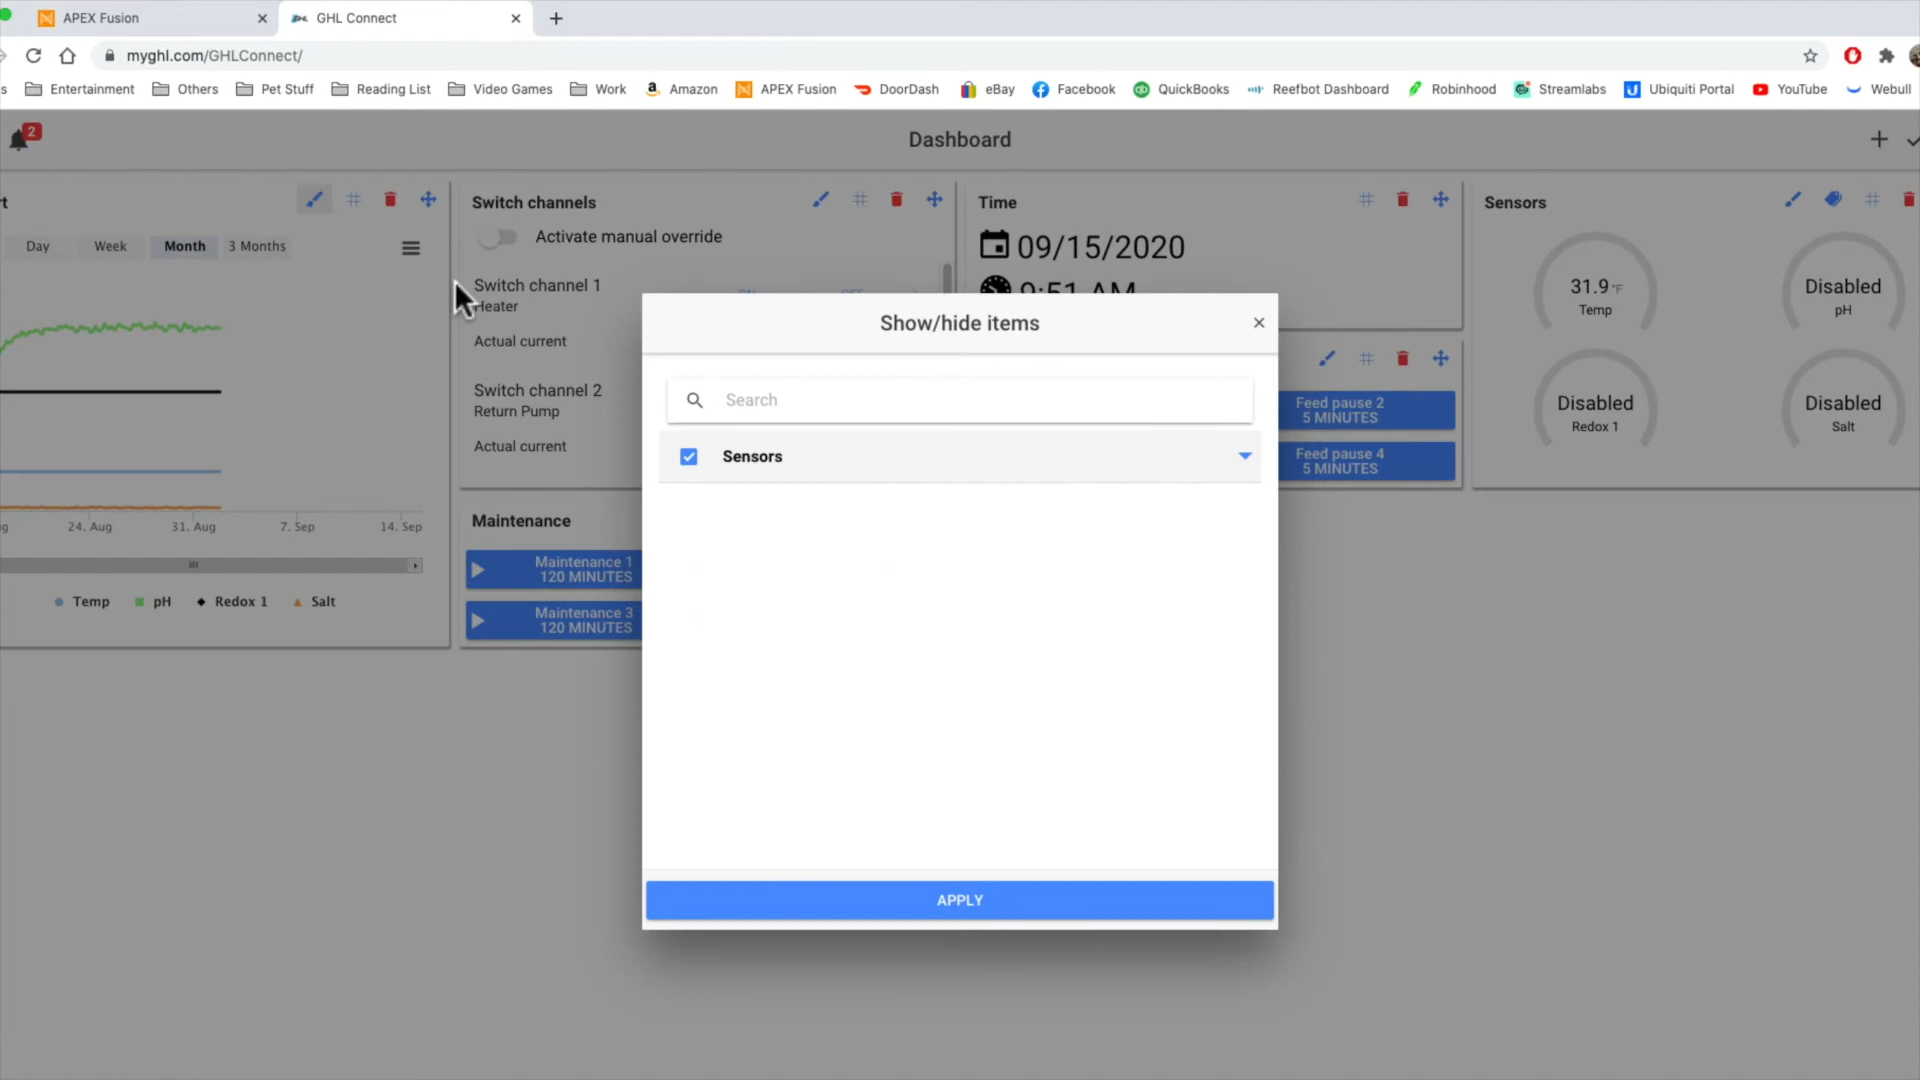 APEX Fusion
GHL Connect
myghl.com/GHLConnect/
s Entertainment Others Pet Stuff Reading List Video Games Work Amazon APEX Fusion DoorDash eBay Facebook QuickBooks Reefbot Dashboard Robinhood Streamlabs Ubiquiti Portal YouTube Webull
2
Dashboard
rt
Day Week Month 3 Months
24. Aug 31. Aug 7. Sep 14. Sep
Temp pH Redox 1 Salt
Switch channels
Activate manual override
Switch channel 1
Heater
Actual current
Switch channel 2
Return Pump
Actual current
Maintenance
Maintenance 1
120 MINUTES
Maintenance 3
120 MINUTES
Time
09/15/2020
9:51 AM
Show/hide items
Search
Sensors
APPLY
Feed pause 2
5 MINUTES
Feed pause 4
5 MINUTES
Sensors
31.9 °F
Temp
Disabled
pH
Disabled
Redox 1
Disabled
Salt